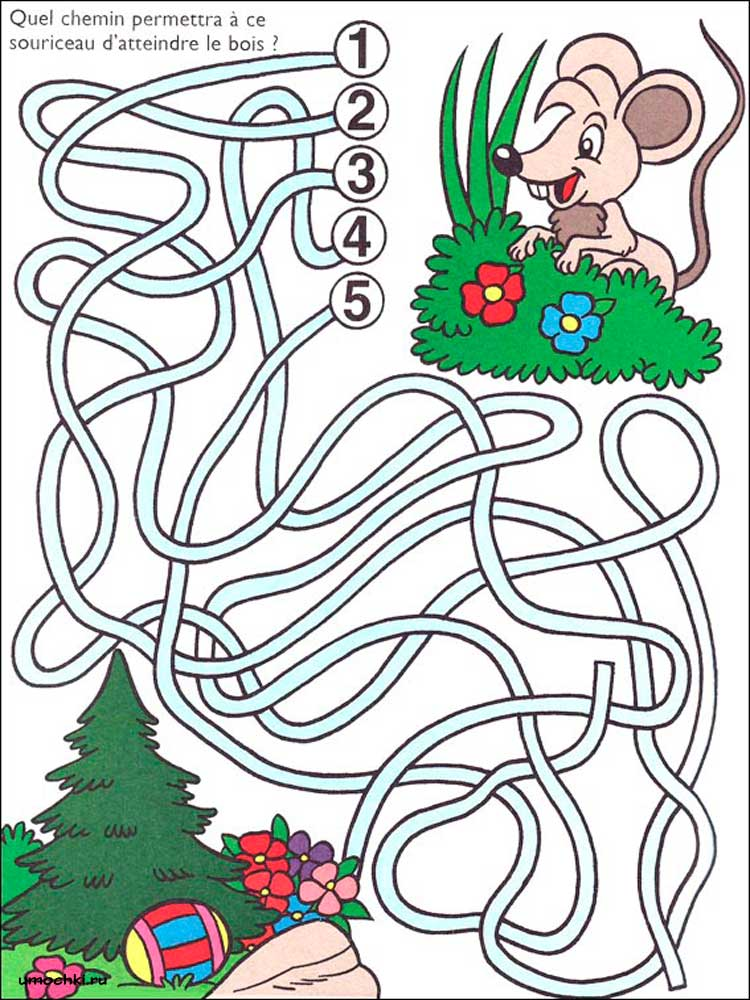 Quel chemin permettra à ce
souriceau d'atteindre le bois ?
1
2
3
4
5
umochki.ru